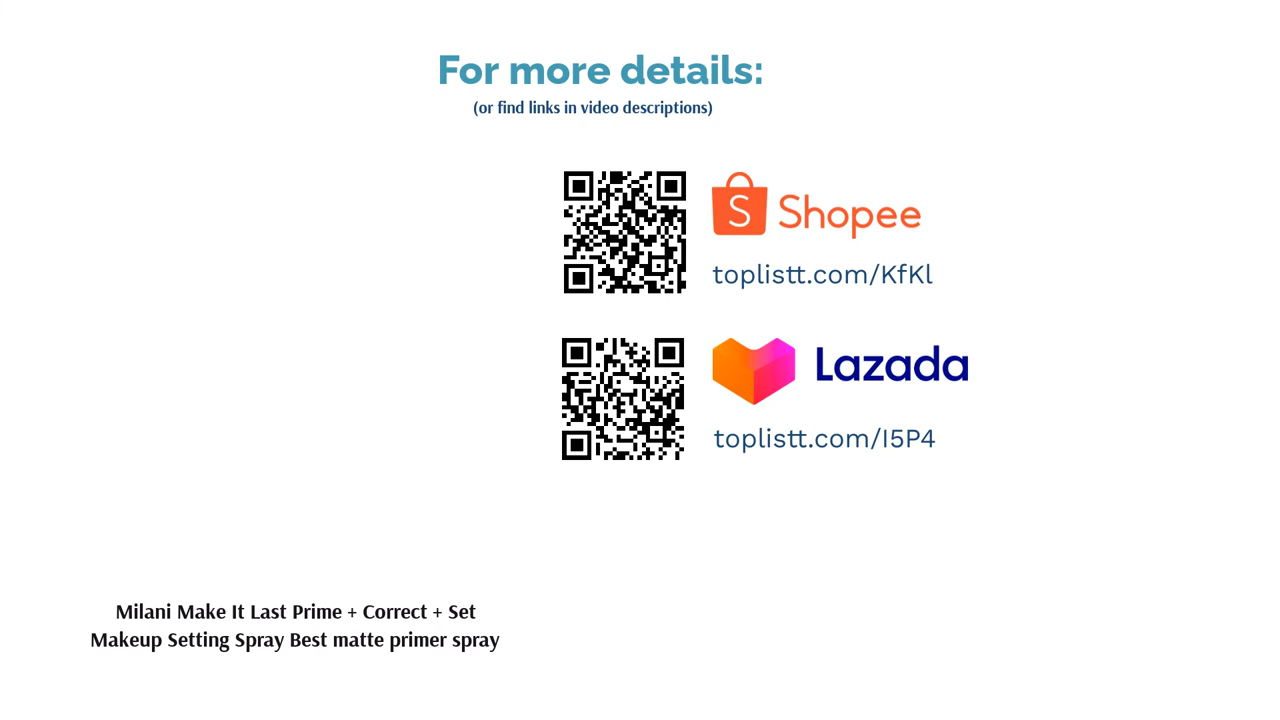 For more details:
(or find links in video descriptions)
S Shopee
toplistt.com/KfKl
Lazada
toplistt.com/I5P4
Milani Make It Last Prime + Correct + Set
Makeup Setting Spray Best matte primer spray